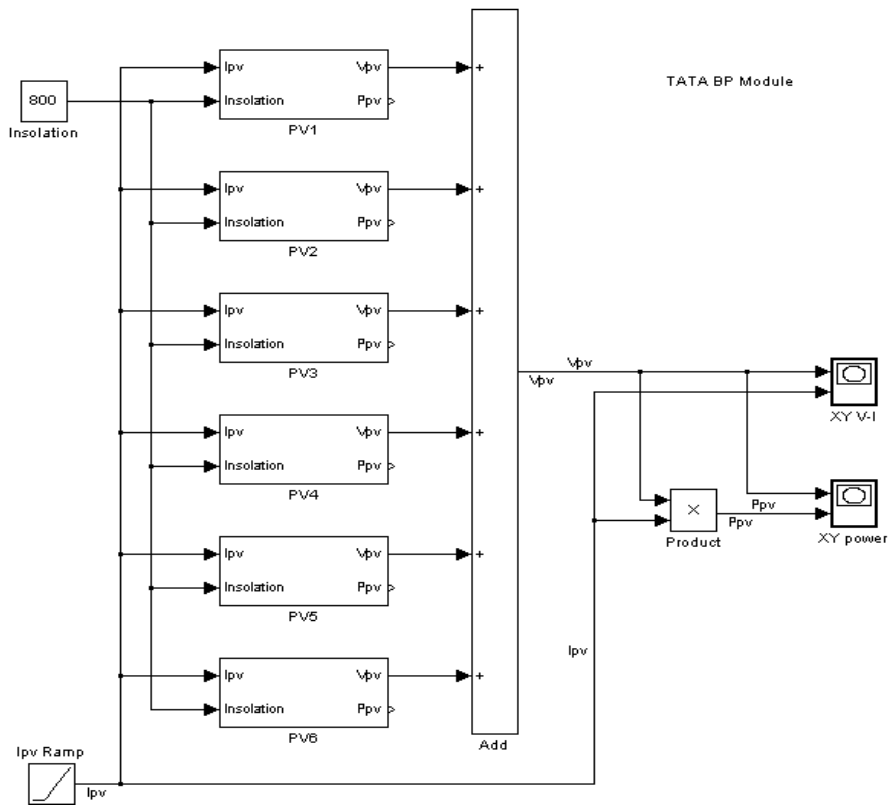 TATA BP Module
800
Insolation
Ipv
Vpv
+
Insolation
Ppv
PV1
Ipv
Vpv
+
Insolation
Ppv
PV2
Ipv
Vpv
+
Insolation
Ppv
PV3
Ipv
Vpv
+
Insolation
Ppv
PV4
Ipv
Vpv
+
Insolation
Ppv
PV5
Ipv
Vpv
+
Insolation
Ppv
PV6
Add
Ipv Ramp
Ipv
Vpv
Vpv
XY V-I
×
Product
Ppv
Ppv
XY power
Ipv